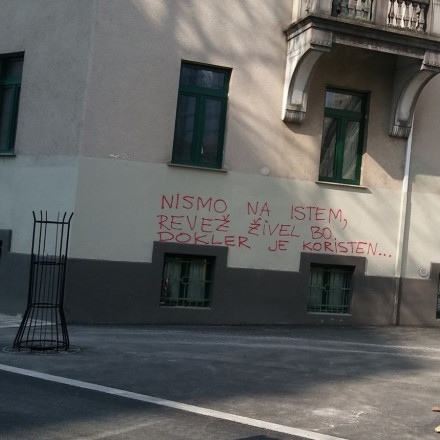 NISMO NA ISTEM,
REVEŽ ŽIVEL BO,
DOKLER JE KORISTEN...